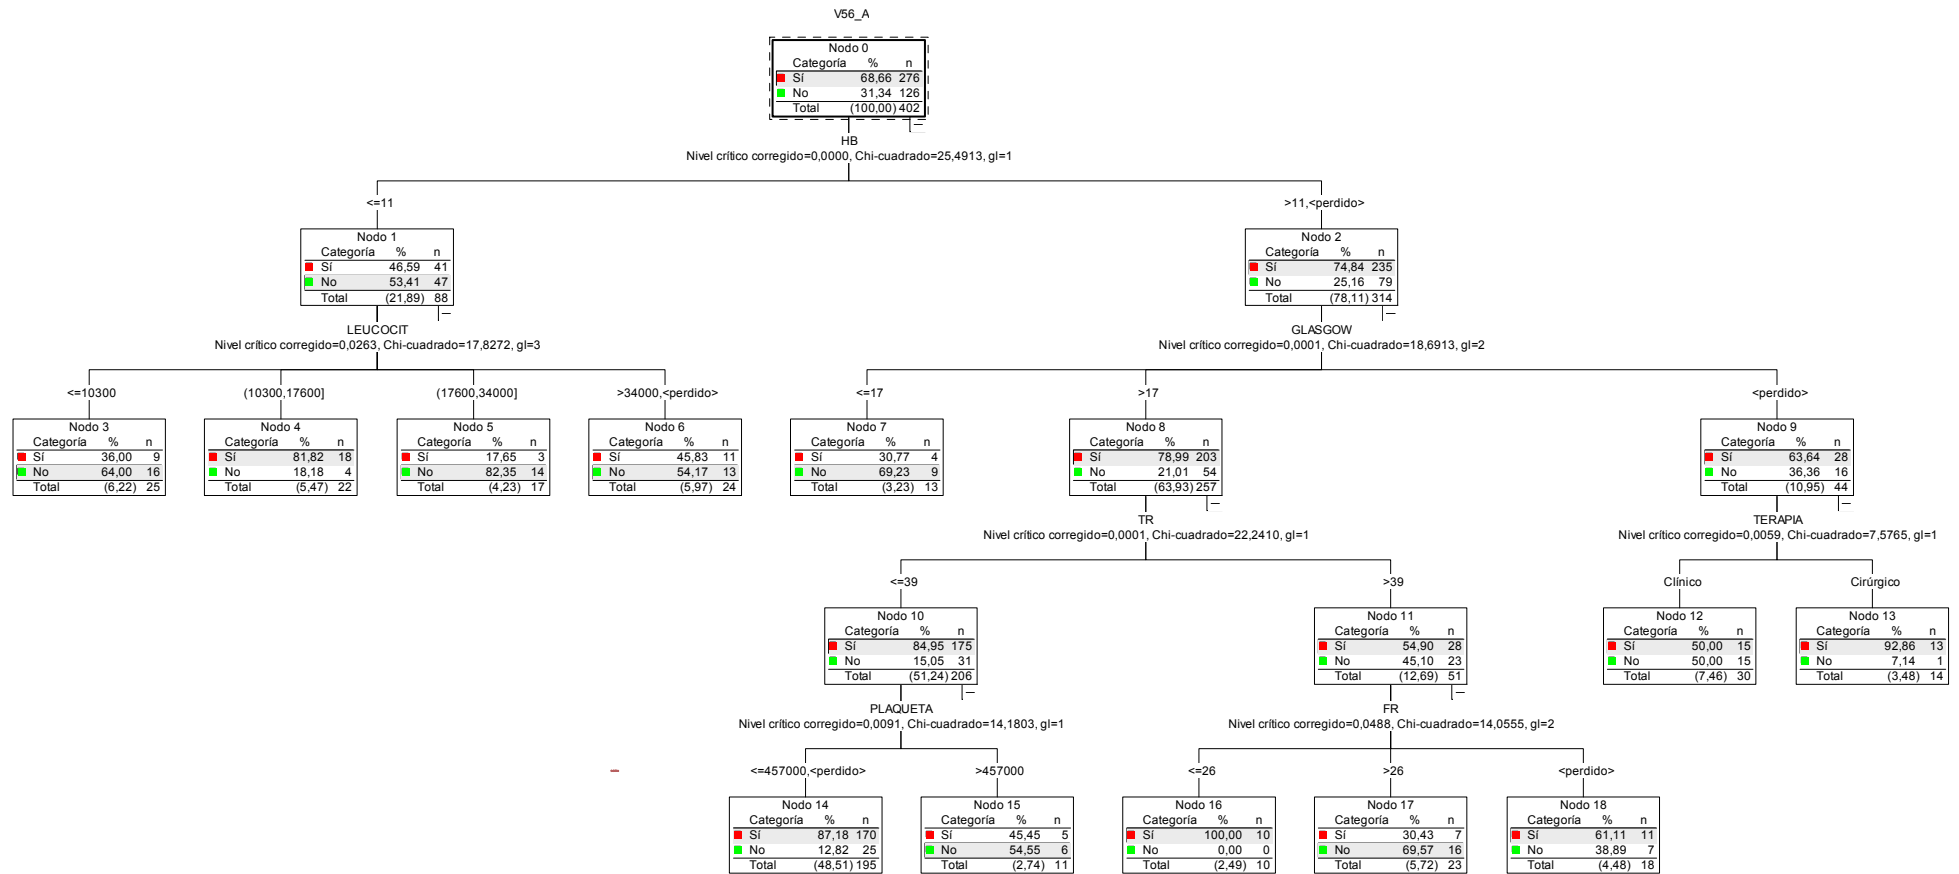 V56_A
Nodo 0
Categoría % n
Sí 68,66 276
No 31,34 126
Total (100,00) 402
HB
Nivel crítico corregido=0,0000, Chi-cuadrado=25,4913, gl=1
<=11
>11,<perdido>
Nodo 1
Categoría % n
Sí 46,59 41
No 53,41 47
Total (21,89) 88
Nodo 2
Categoría % n
Sí 74,84 235
No 25,16 79
Total (78,11) 314
LEUCOCIT
Nivel crítico corregido=0,0263, Chi-cuadrado=17,8272, gl=3
GLASGOW
Nivel crítico corregido=0,0001, Chi-cuadrado=18,6913, gl=2
<=10300
(10300,17600]
(17600,34000]
>34000,<perdido>
<=17
>17
<perdido>
Nodo 3
Categoría % n
Sí 36,00 9
No 64,00 16
Total (6,22) 25
Nodo 4
Categoría % n
Sí 81,82 18
No 18,18 4
Total (5,47) 22
Nodo 5
Categoría % n
Sí 17,65 3
No 82,35 14
Total (4,23) 17
Nodo 6
Categoría % n
Sí 45,83 11
No 54,17 13
Total (5,97) 24
Nodo 7
Categoría % n
Sí 30,77 4
No 69,23 9
Total (3,23) 13
Nodo 8
Categoría % n
Sí 78,99 203
No 21,01 54
Total (63,93) 257
Nodo 9
Categoría % n
Sí 63,64 28
No 36,36 16
Total (10,95) 44
TR
Nivel crítico corregido=0,0001, Chi-cuadrado=22,2410, gl=1
TERAPIA
Nivel crítico corregido=0,0059, Chi-cuadrado=7,5765, gl=1
<=39
>39
Clínico
Cirúrgico
Nodo 10
Categoría % n
Sí 84,95 175
No 15,05 31
Total (51,24) 206
Nodo 11
Categoría % n
Sí 54,90 28
No 45,10 23
Total (12,69) 51
Nodo 12
Categoría % n
Sí 50,00 15
No 50,00 15
Total (7,46) 30
Nodo 13
Categoría % n
Sí 92,86 13
No 7,14 1
Total (3,48) 14
PLAQUETA
Nivel crítico corregido=0,0091, Chi-cuadrado=14,1803, gl=1
FR
Nivel crítico corregido=0,0488, Chi-cuadrado=14,0555, gl=2
<=457000,<perdido>
>457000
<=26
>26
<perdido>
Nodo 14
Categoría % n
Sí 87,18 170
No 12,82 25
Total (48,51) 195
Nodo 15
Categoría % n
Sí 45,45 5
No 54,55 6
Total (2,74) 11
Nodo 16
Categoría % n
Sí 100,00 10
No 0,00 0
Total (2,49) 10
Nodo 17
Categoría % n
Sí 30,43 7
No 69,57 16
Total (5,72) 23
Nodo 18
Categoría % n
Sí 61,11 11
No 38,89 7
Total (4,48) 18